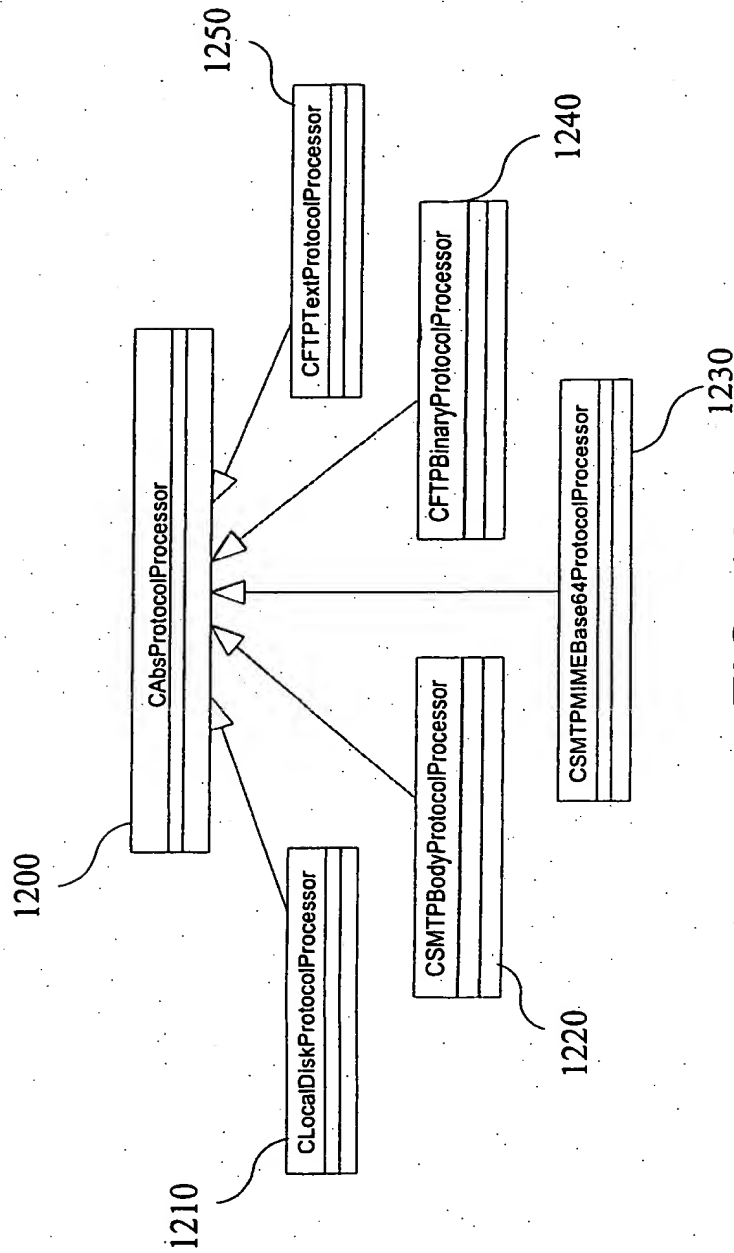 1200
CAbsProtocolProcessor
1250
CFTPTextProtocolProcessor
1210
CLocalDiskProtocolProcessor
1240
CFTPBinaryProtocolProcessor
1220
CSMTPBodyProtocolProcessor
1230
CSMTPMIMEBase64ProtocolProcessor